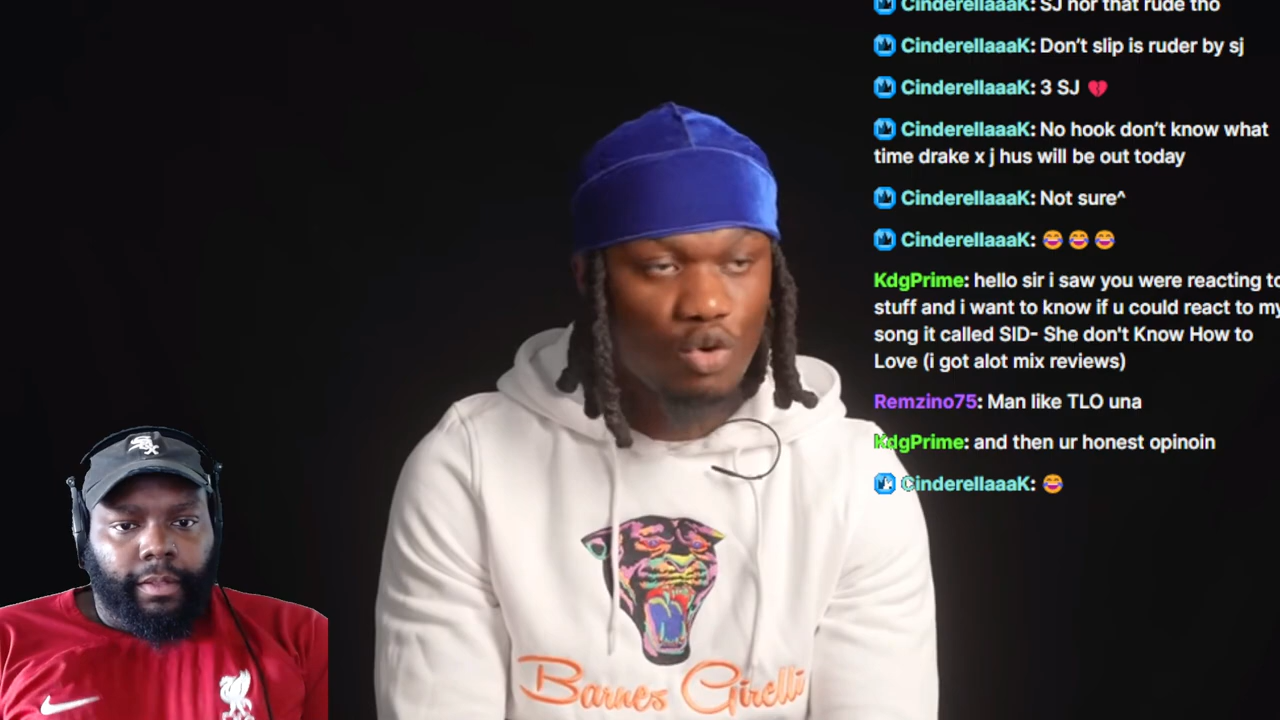 CinderellaaaK: SJ nor that rude tho
CinderellaaaK: Don't slip is ruder by sj
CinderellaaaK: 3 SJ 💔
CinderellaaaK: No hook don't know what
time drake x j hus will be out today
CinderellaaaK: Not sure^
CinderellaaaK: 😂 😂 😂
KdgPrime: hello sir i saw you were reacting to
stuff and i want to know if u could react to my
song it called SID- She don't Know How to
Love (i got alot mix reviews)
Remzino75: Man like TLO una
KdgPrime: and then ur honest opinoin
CinderellaaaK: 😂
SOX
Barnes Girelli